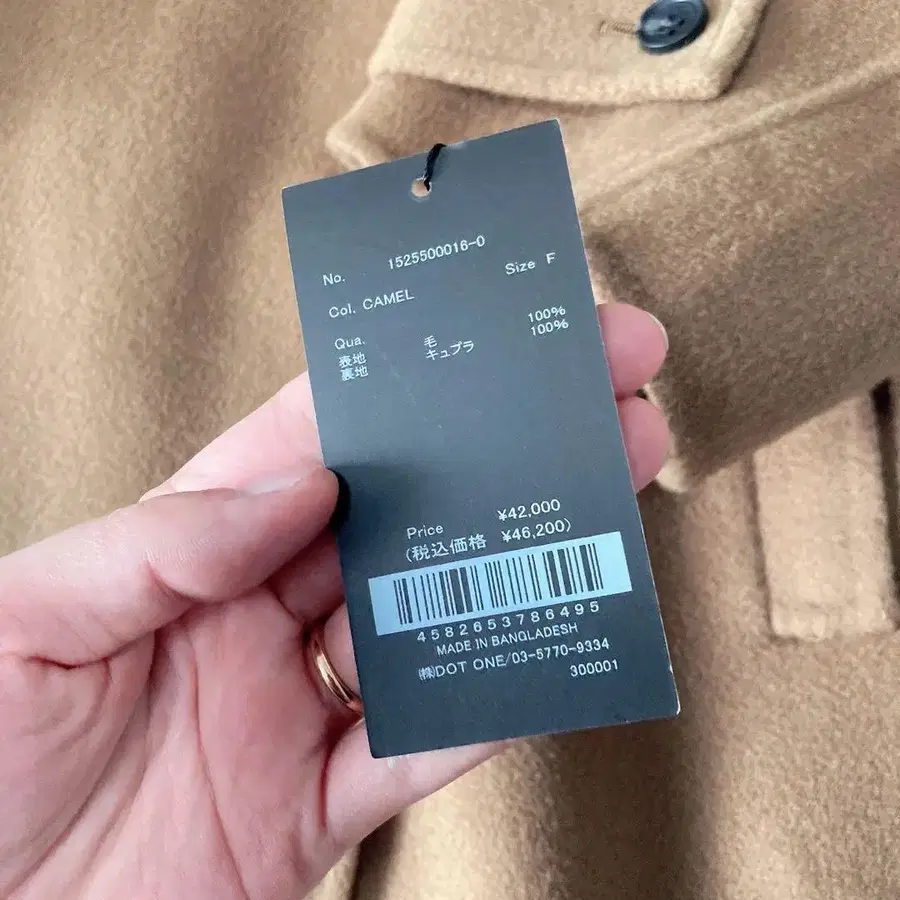 No. 1525500016-0
Size F
Col. CAMEL
Qua.
表地 毛 100%
裏地 キュプラ 100%
Price ¥42,000
(税込価格 ¥46,200)
4582653786495
MADE IN BANGLADESH
㈱DOT ONE/03-5770-9334
300001